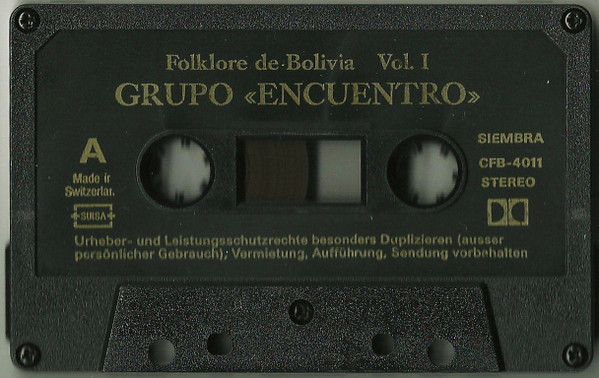 Folklore de Bolivia Vol. I
GRUPO «ENCUENTRO»
A
SIEMBRA
CFB-4011
STEREO
Made in
Switzerlar.
SUISA
Urheber- und Leistungsschutzrechte besonders Duplizieren (ausser
persönlicher Gebrauch); Vermietung, Aufführung, Sendung vorbehalten